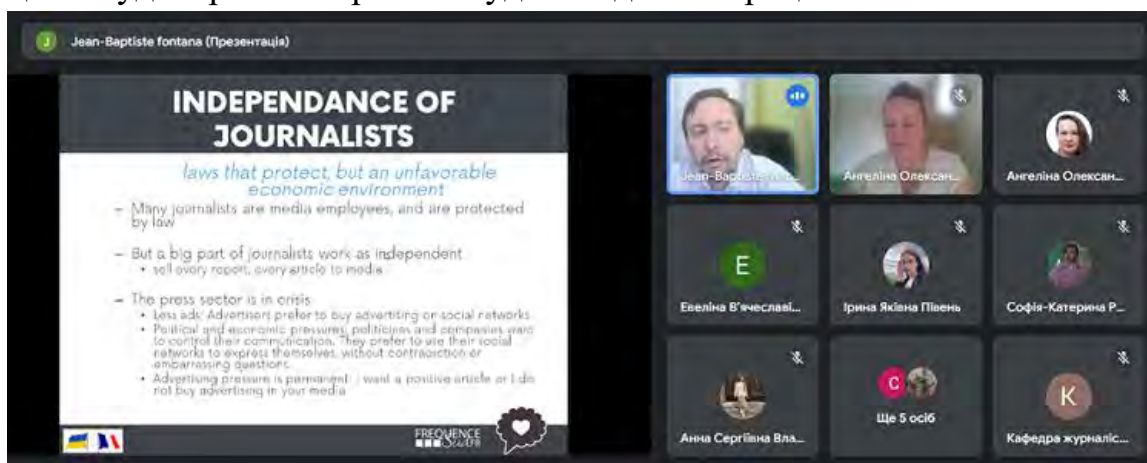 J
Jean-Baptiste fontana (Презентація)
INDEPENDANCE OF
JOURNALISTS
laws that protect, but an unfavorable
economic environment
– Many journalists are media employees, and are protected
by law
– But a big part of journalists work as independent
• sell every report, every article to media
– The press sector is in crisis
• Less ads: Advertisers prefer to buy advertising on social networks
• Political and economic pressures, politicians and companies want
to control their communication. They prefer to use their social
networks to express themselves, without contradiction or
embarrassing questions.
• Advertising pressure is permanent: I want a positive article or I do
not buy advertising in your media
FREQUENCE
Jean-Baptiste
Ангеліна Олексан...
Ангеліна Олексан...
Е
Евеліна В'ячеславі...
Ірина Яківна Півень
Софія-Катерина Р...
Анна Сергіївна Вла...
С
Ще 5 осіб
К
Кафедра журналіс...